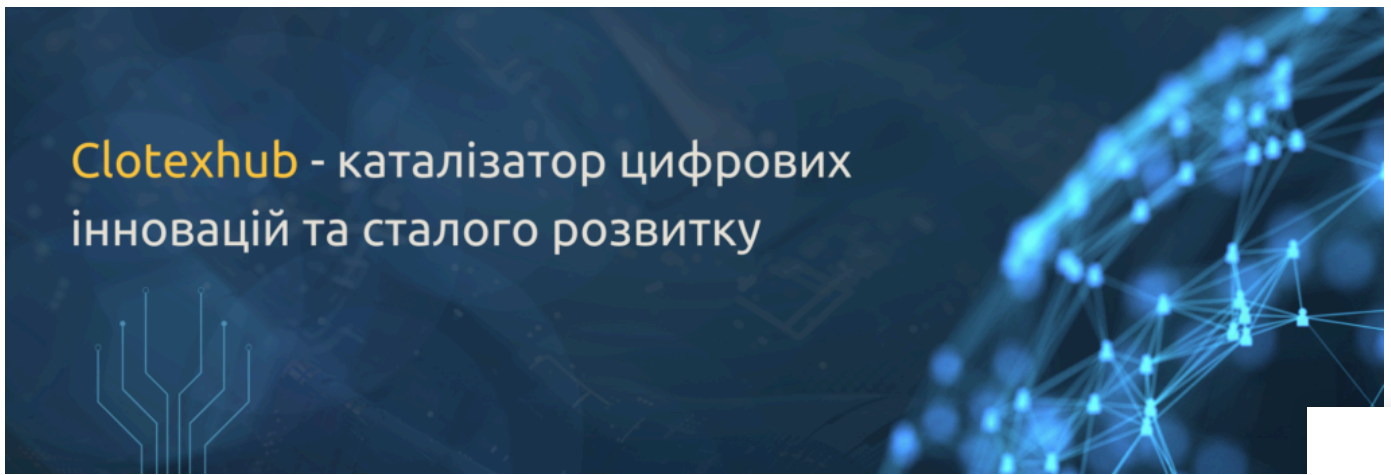 Clotexhub - каталізатор цифрових
інновацій та сталого розвитку